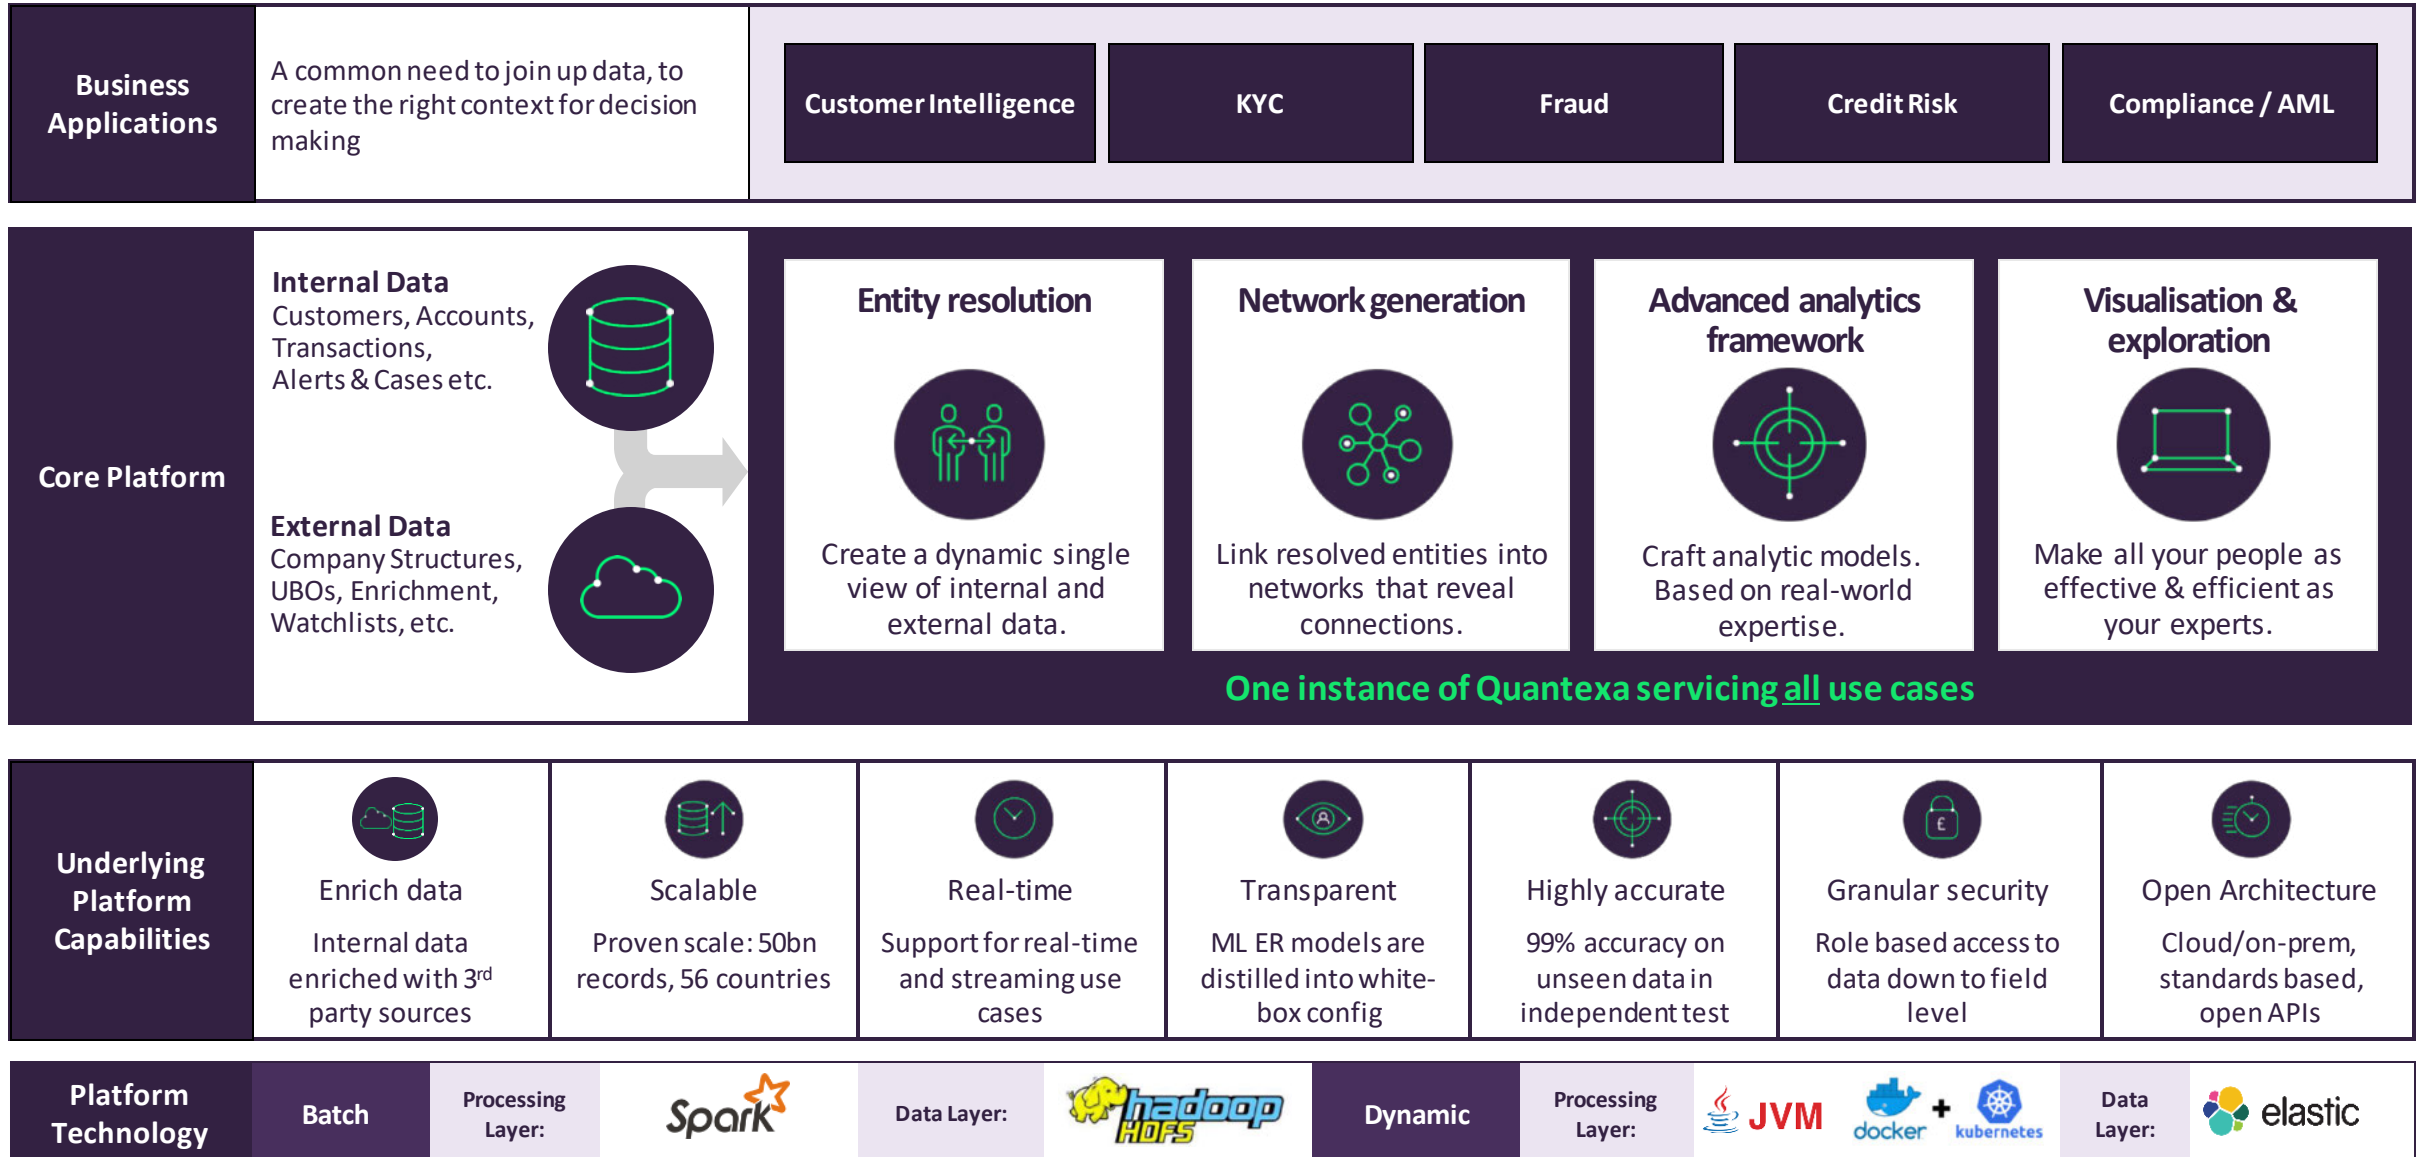 Business
Applications
A common need to join up data, to
create the right context for decision
making
Customer Intelligence
KYC
Fraud
Credit Risk
Compliance / AML
Core Platform
Internal Data
Customers, Accounts,
Transactions,
Alerts & Cases etc.
External Data
Company Structures,
UBOs, Enrichment,
Watchlists, etc.
Entity resolution
Create a dynamic single
view of internal and
external data.
Network generation
Link resolved entities into
networks that reveal
connections.
Advanced analytics
framework
Craft analytic models.
Based on real-world
expertise.
Visualisation &
exploration
Make all your people as
effective & efficient as
your experts.
One instance of Quantexa servicing all use cases
Underlying
Platform
Capabilities
Enrich data
Internal data
enriched with 3rd
party sources
Scalable
Proven scale: 50bn
records, 56 countries
Real-time
Support for real-time
and streaming use
cases
Transparent
ML ER models are
distilled into white-
box config
Highly accurate
99% accuracy on
unseen data in
independent test
£
Granular security
Role based access to
data down to field
level
Open Architecture
Cloud/on-prem,
standards based,
open APIs
Platform
Technology
Batch
Processing
Layer:
Spark
Data Layer:
hadoop
HDFS
Dynamic
Processing
Layer:
JVM
docker
+
kubernetes
Data
Layer:
elastic